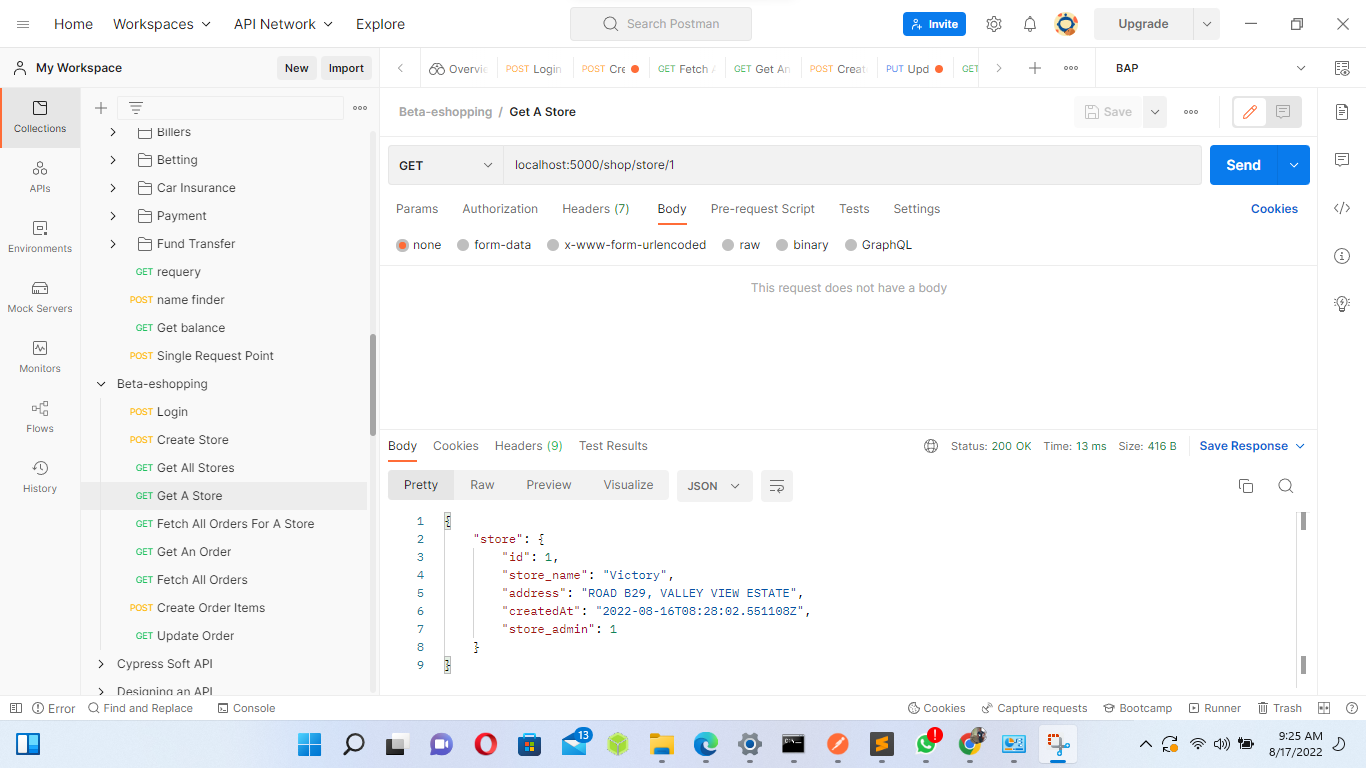 Home Workspaces API Network Explore Search Postman Invite Upgrade
My Workspace New Import Overvie POST Login POST Cre GET Fetch GET Get An POST Creat PUT Upd GET BAP
Collections
APIs
Environments
Mock Servers
Monitors
Flows
History
Billers
Betting
Car Insurance
Payment
Fund Transfer
GET requery
POST name finder
GET Get balance
POST Single Request Point
Beta-eshopping
POST Login
POST Create Store
GET Get All Stores
GET Get A Store
GET Fetch All Orders For A Store
GET Get An Order
GET Fetch All Orders
POST Create Order Items
GET Update Order
Cypress Soft API
Designing an API
Beta-eshopping / Get A Store Save
GET localhost:5000/shop/store/1 Send
Params Authorization Headers (7) Body Pre-request Script Tests Settings Cookies
none form-data x-www-form-urlencoded raw binary GraphQL
This request does not have a body
Body Cookies Headers (9) Test Results Status: 200 OK Time: 13 ms Size: 416 B Save Response
Pretty Raw Preview Visualize JSON
1 {
2 "store": {
3 "id": 1,
4 "store_name": "Victory",
5 "address": "ROAD B29, VALLEY VIEW ESTATE",
6 "createdAt": "2022-08-16T08:28:02.551108Z",
7 "store_admin": 1
8 }
9 }
Error Find and Replace Console Cookies Capture requests Bootcamp Runner Trash
13
9:25 AM
8/17/2022